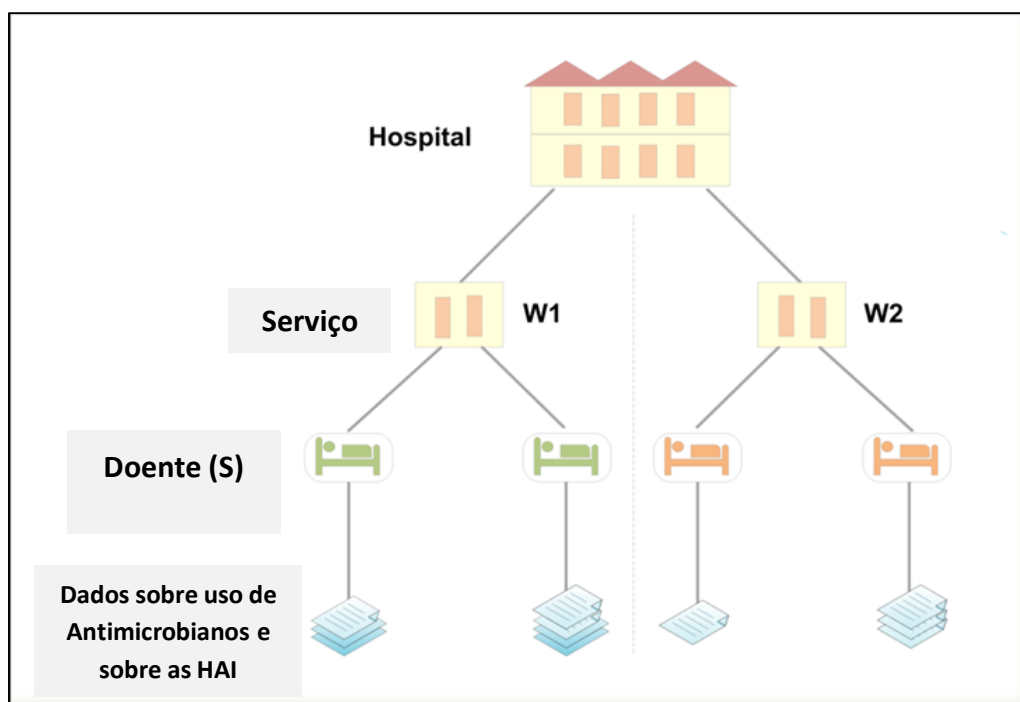 Hospital
Serviço
W1
W2
Doente (S)
Dados sobre uso de
Antimicrobianos e
sobre as HAI